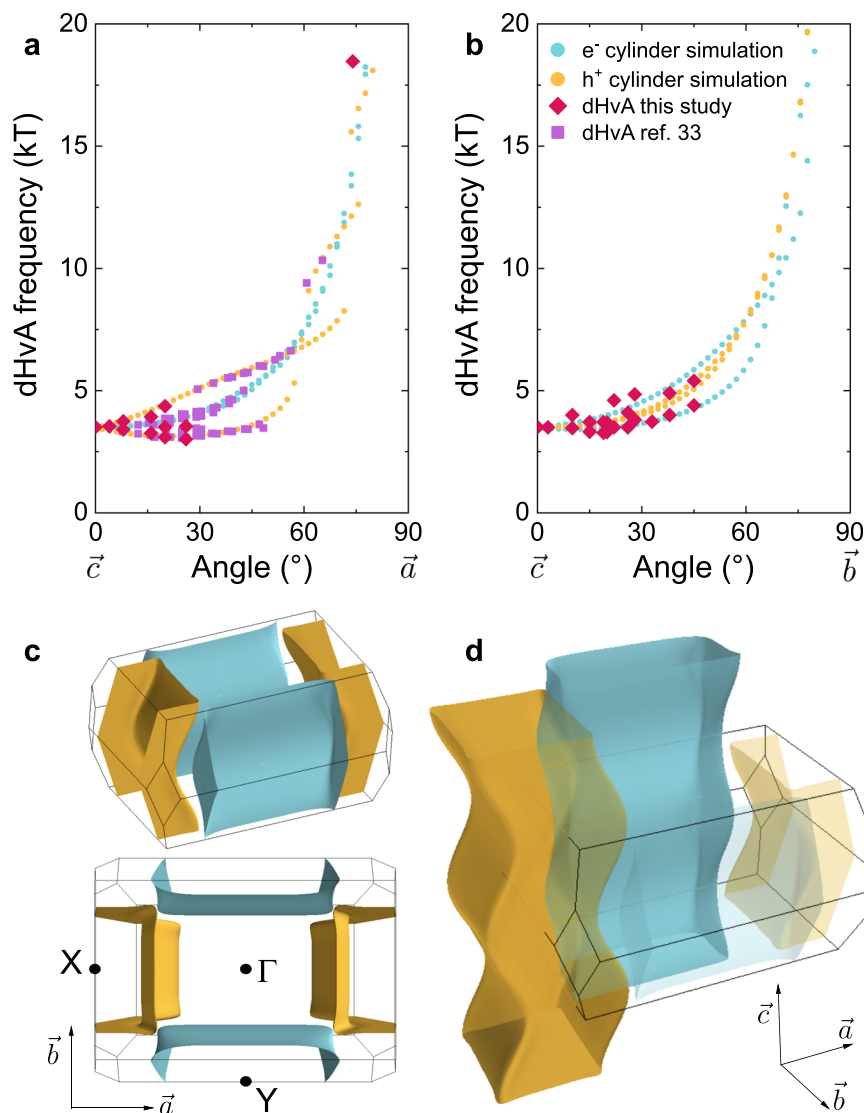 a
20
15
10
5
0
dHvA frequency (kT)
0
30
60
90
c⃗
Angle (°)
a⃗
b
20
15
10
5
0
dHvA frequency (kT)
e⁻ cylinder simulation
h⁺ cylinder simulation
dHvA this study
dHvA ref. 33
0
30
60
90
c⃗
Angle (°)
b⃗
c
X
Γ
Y
b⃗
a⃗
d
c⃗
a⃗
b⃗